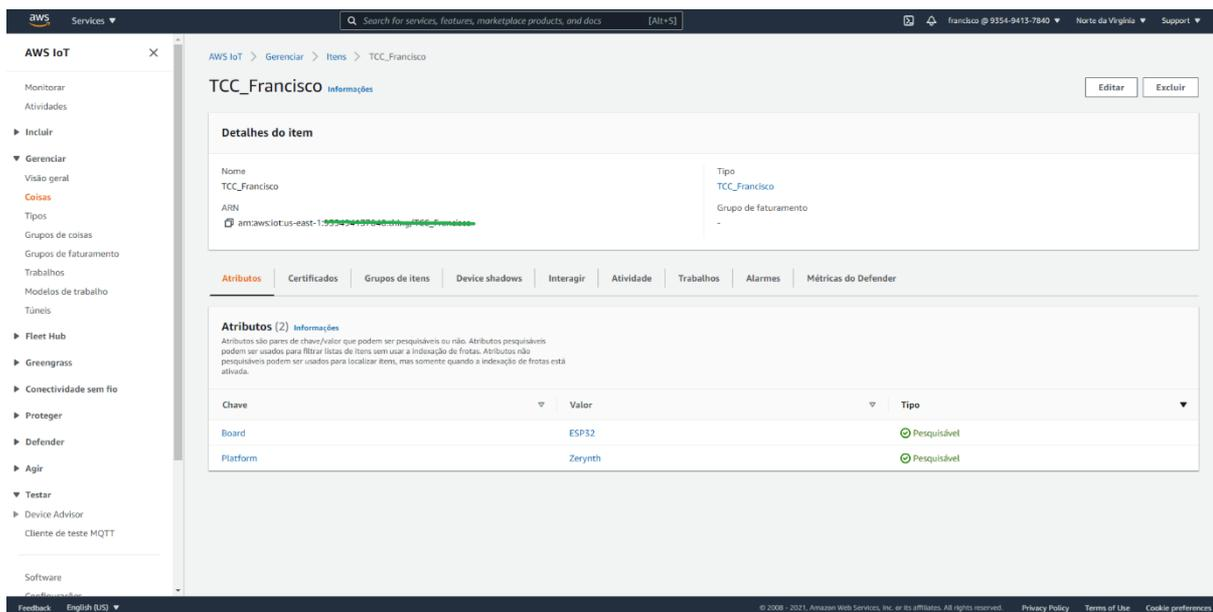 aws
Services ▼
Search for services, features, marketplace products, and docs [Alt+S]
francisco @ 9354-9413-7840 ▼ Norte da Virgínia ▼ Support ▼
AWS IoT
Monitorar
Atividades
Incluir
Gerenciar
Visão geral
Coisas
Tipos
Grupos de coisas
Grupos de faturamento
Trabalhos
Modelos de trabalho
Túneis
Fleet Hub
Greengrass
Conectividade sem fio
Proteger
Defender
Agir
Testar
Device Advisor
Cliente de teste MQTT
Software
Configurações
AWS IoT > Gerenciar > Itens > TCC_Francisco
TCC_Francisco Informações
Editar Excluir
Detalhes do item
Nome
TCC_Francisco
ARN
arn:aws:iot:us-east-1:
Tipo
TCC_Francisco
Grupo de faturamento
-
Atributos Certificados Grupos de itens Device shadows Interagir Atividade Trabalhos Alarmes Métricas do Defender
Atributos (2) Informações
Atributos são pares de chave/valor que podem ser pesquisáveis ou não. Atributos pesquisáveis
podem ser usados para filtrar listas de itens sem usar a indexação de frotas. Atributos não
pesquisáveis podem ser usados para localizar itens, mas somente quando a indexação de frotas está
ativada.
Chave Valor Tipo
Board ESP32 Pesquisável
Platform Zerynth Pesquisável
Feedback English (US) ▼
© 2008 - 2021, Amazon Web Services, Inc. or its affiliates. All rights reserved. Privacy Policy Terms of Use Cookie preferences